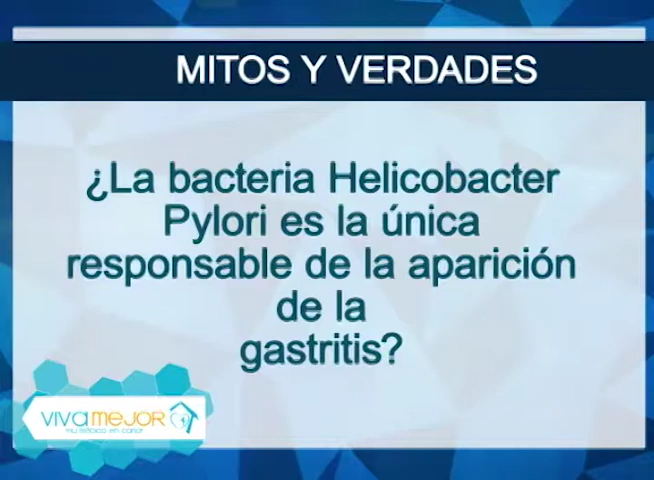 MITOS Y VERDADES
¿La bacteria Helicobacter
Pylori es la única
responsable de la aparición
de la
gastritis?
VIVAMEJOR